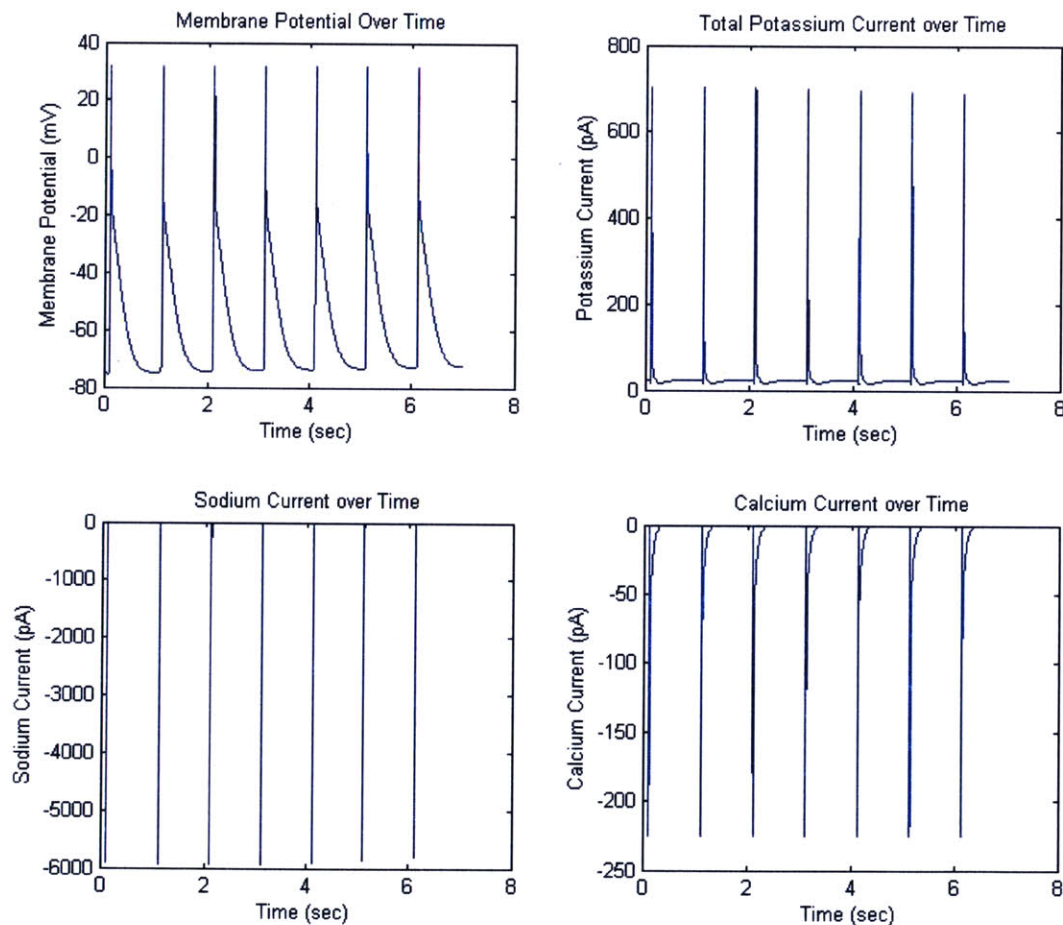 Membrane Potential Over Time
40
20
0
-20
-40
-60
-80
0 2 4 6 8
Membrane Potential (mV)
Time (sec)
Total Potassium Current over Time
800
600
400
200
0
0 2 4 6 8
Potassium Current (pA)
Time (sec)
Sodium Current over Time
0
-1000
-2000
-3000
-4000
-5000
-6000
0 2 4 6 8
Sodium Current (pA)
Time (sec)
Calcium Current over Time
0
-50
-100
-150
-200
-250
0 2 4 6 8
Calcium Current (pA)
Time (sec)